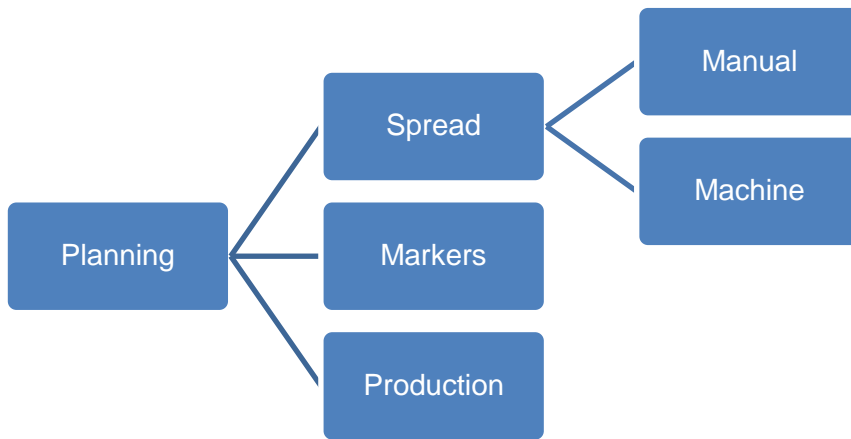 Planning
Spread
Markers
Production
Manual
Machine